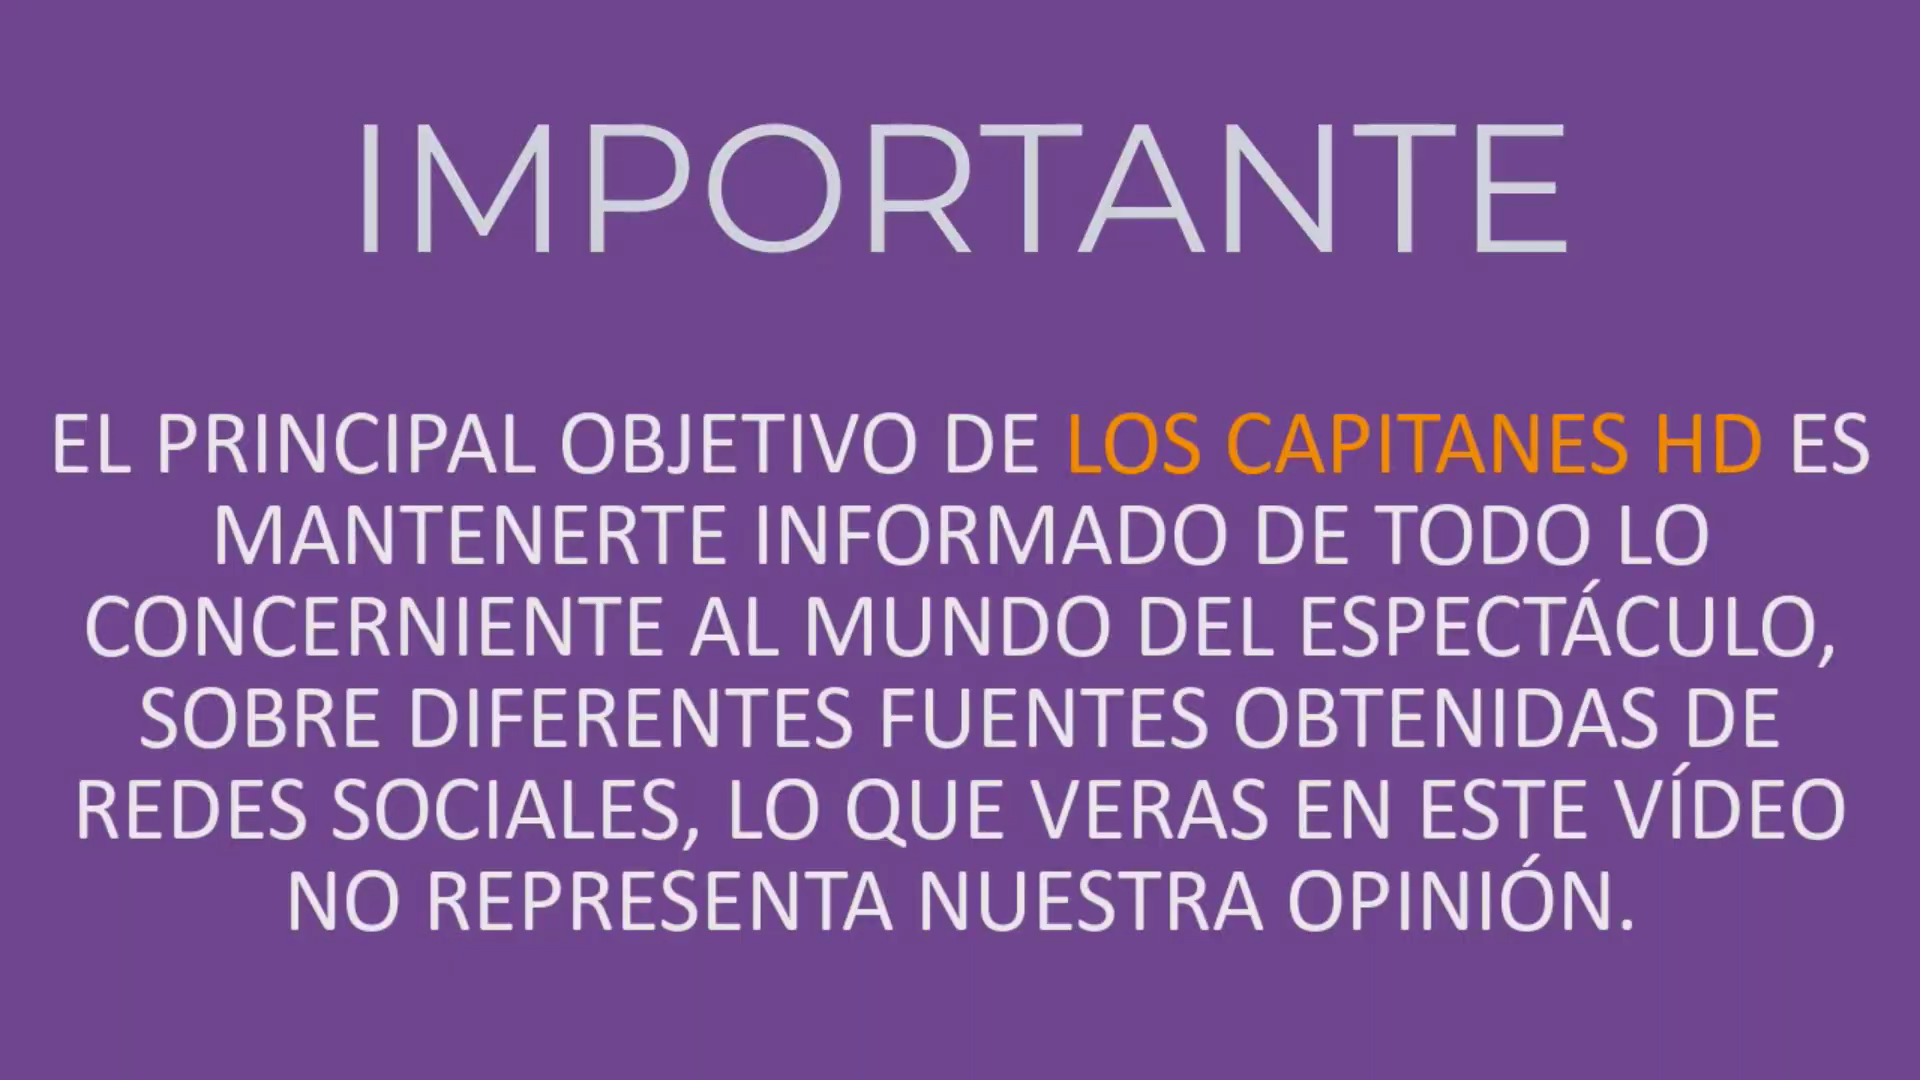 IMPORTANTE
EL PRINCIPAL OBJETIVO DE LOS CAPITANES HD ES
MANTENERTE INFORMADO DE TODO LO
CONCERNIENTE AL MUNDO DEL ESPECTÁCULO,
SOBRE DIFERENTES FUENTES OBTENIDAS DE
REDES SOCIALES, LO QUE VERAS EN ESTE VÍDEO
NO REPRESENTA NUESTRA OPINIÓN.